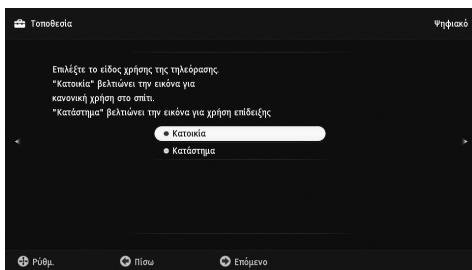 Τοποθεσία
Ψηφιακό
Επιλέξτε το είδος χρήσης της τηλεόρασης.
"Κατοικία" βελτιώνει την εικόνα για
κανονική χρήση στο σπίτι.
"Κατάστημα" βελτιώνει την εικόνα για χρήση επίδειξης
Κατοικία
Κατάστημα
Ρύθμ.
Πίσω
Επόμενο